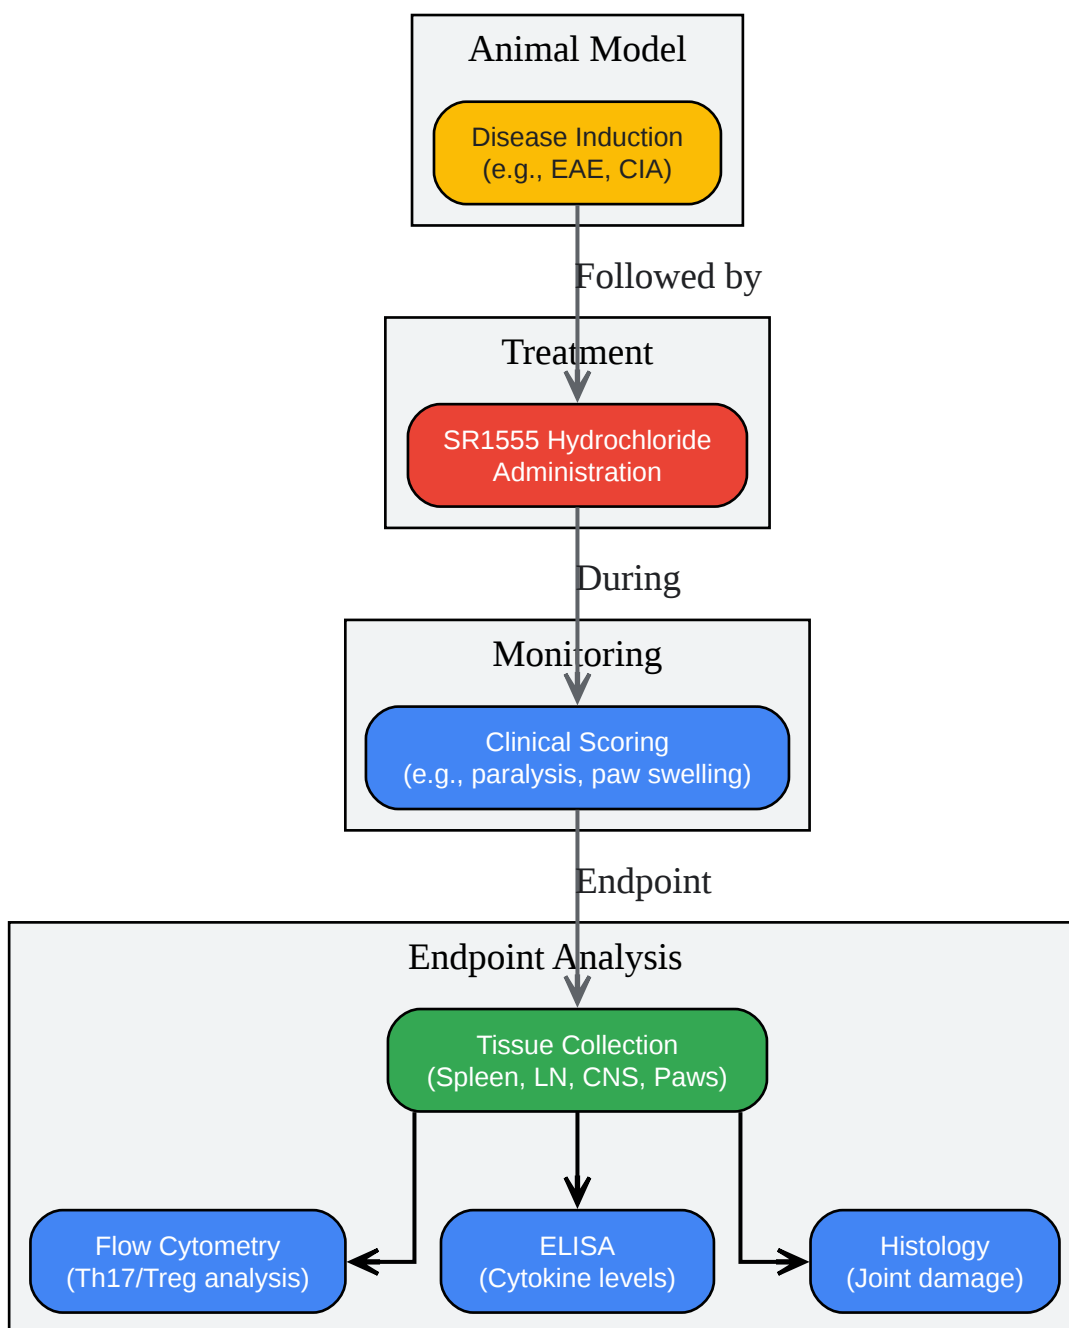 Animal Model
Disease Induction
(e.g., EAE, CIA)
Followed by
Treatment
SR1555 Hydrochloride
Administration
During
Monitoring
Clinical Scoring
(e.g., paralysis, paw swelling)
Endpoint
Endpoint Analysis
Tissue Collection
(Spleen, LN, CNS, Paws)
Flow Cytometry
(Th17/Treg analysis)
ELISA
(Cytokine levels)
Histology
(Joint damage)